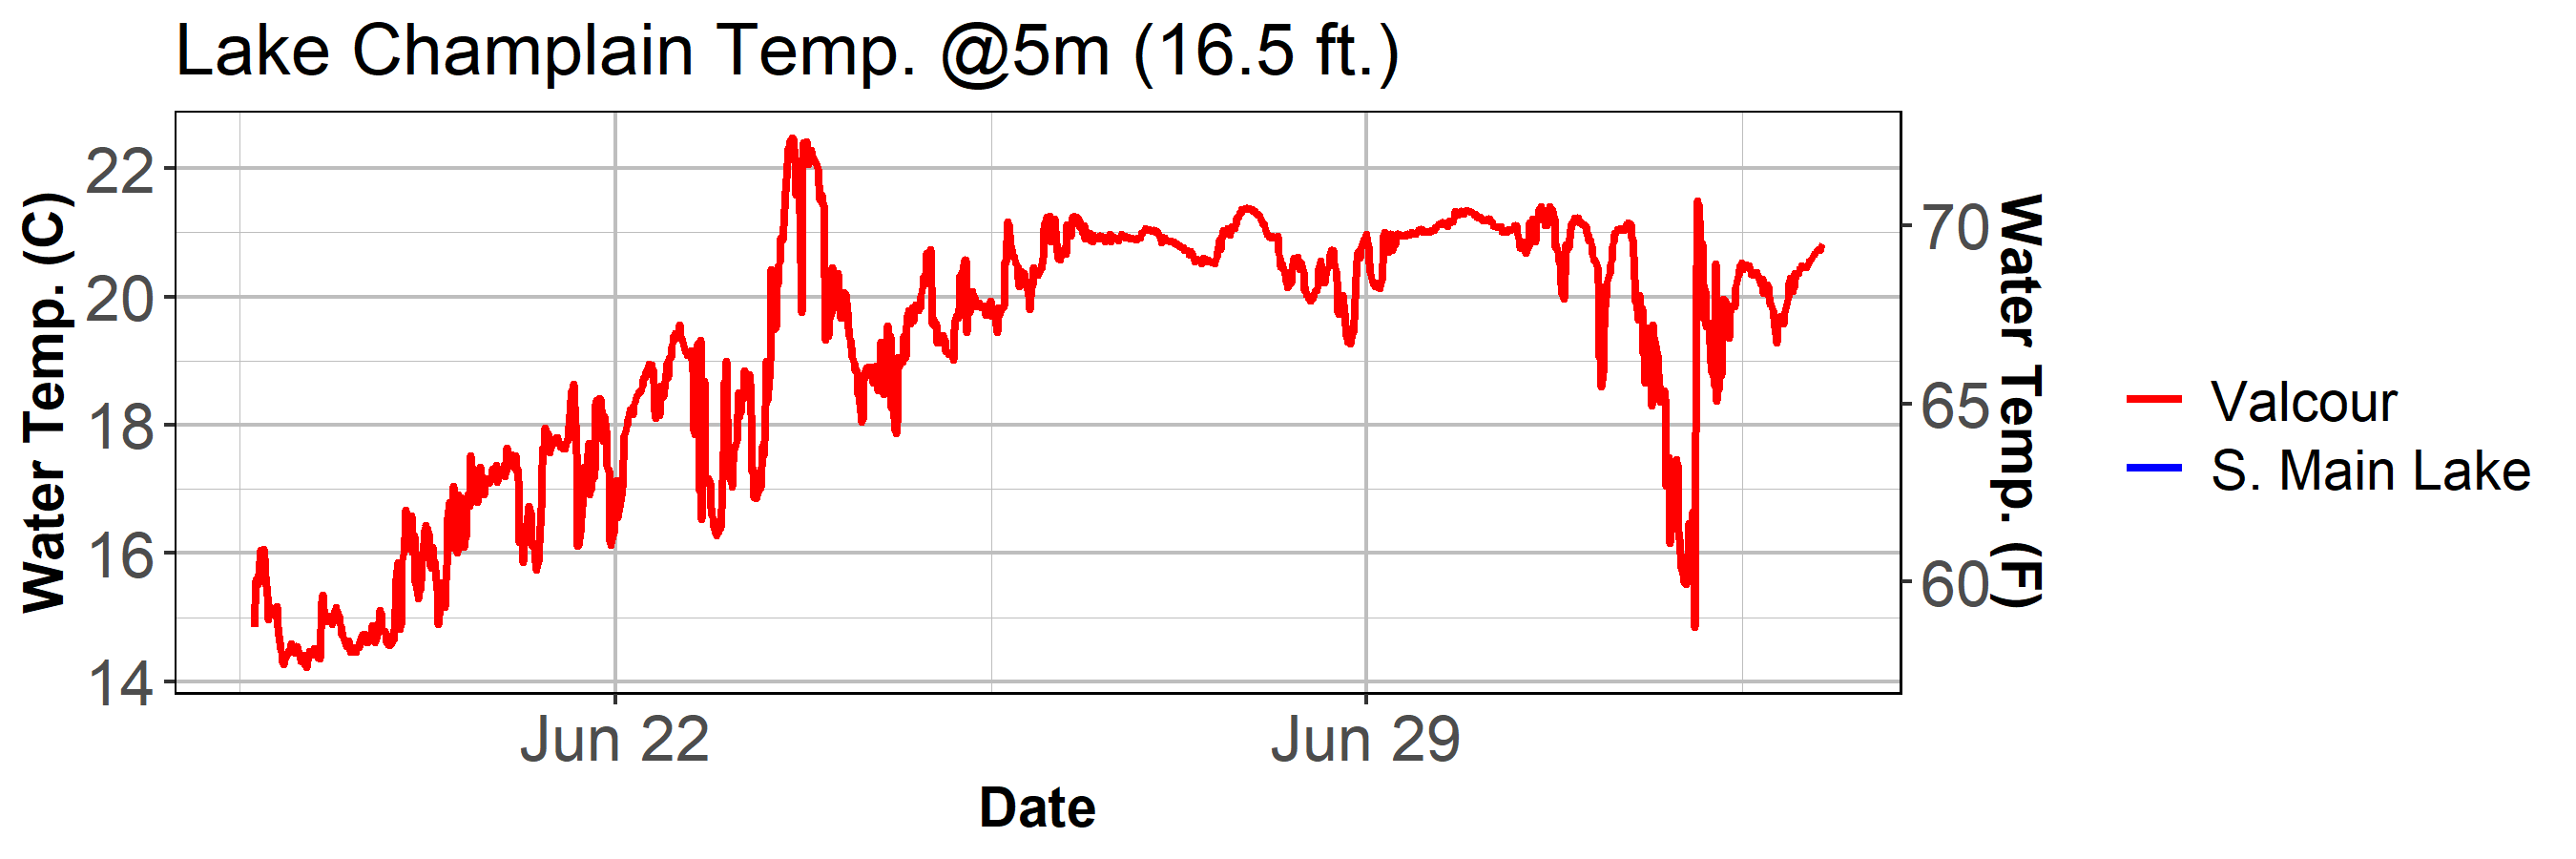 Lake Champlain Temp. @5m (16.5 ft.)
Water Temp. (C)
22
20
18
16
14
70
65
60
Water Temp. (F)
Jun 22
Jun 29
Date
Valcour
S. Main Lake